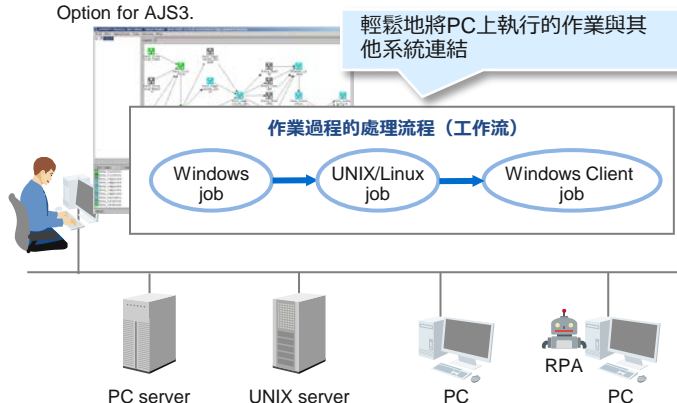 Option for AJS3.
輕鬆地將PC上執行的作業與其
他系統連結
作業過程的處理流程（工作流）
Windows
job
UNIX/Linux
job
Windows Client
job
RPA
PC server
UNIX server
PC
PC